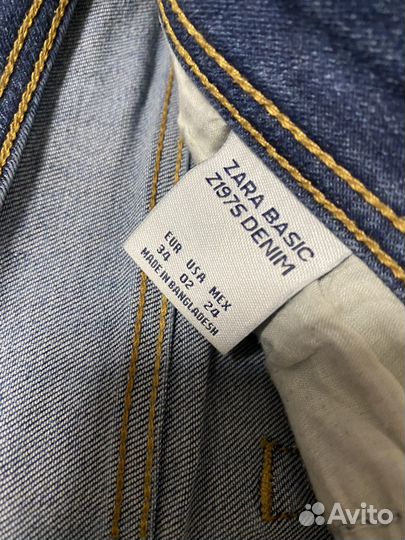 ZARA BASIC
Z1975 DENIM
EUR USA MEX
34 02 24
MADE IN BANGLADESH
Avito